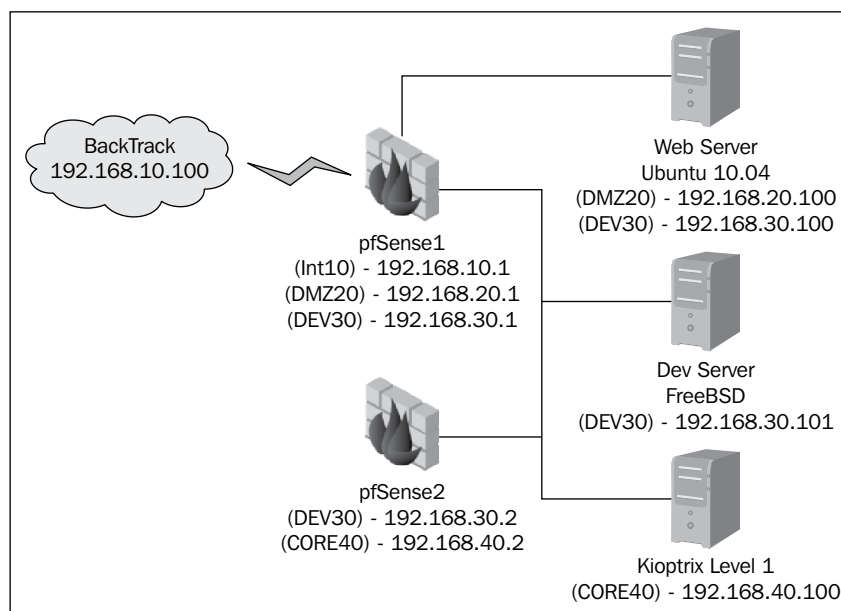 BackTrack
192.168.10.100
pfSense1
(Int10) - 192.168.10.1
(DMZ20) - 192.168.20.1
(DEV30) - 192.168.30.1
pfSense2
(DEV30) - 192.168.30.2
(CORE40) - 192.168.40.2
Web Server
Ubuntu 10.04
(DMZ20) - 192.168.20.100
(DEV30) - 192.168.30.100
Dev Server
FreeBSD
(DEV30) - 192.168.30.101
Kioptrix Level 1
(CORE40) - 192.168.40.100